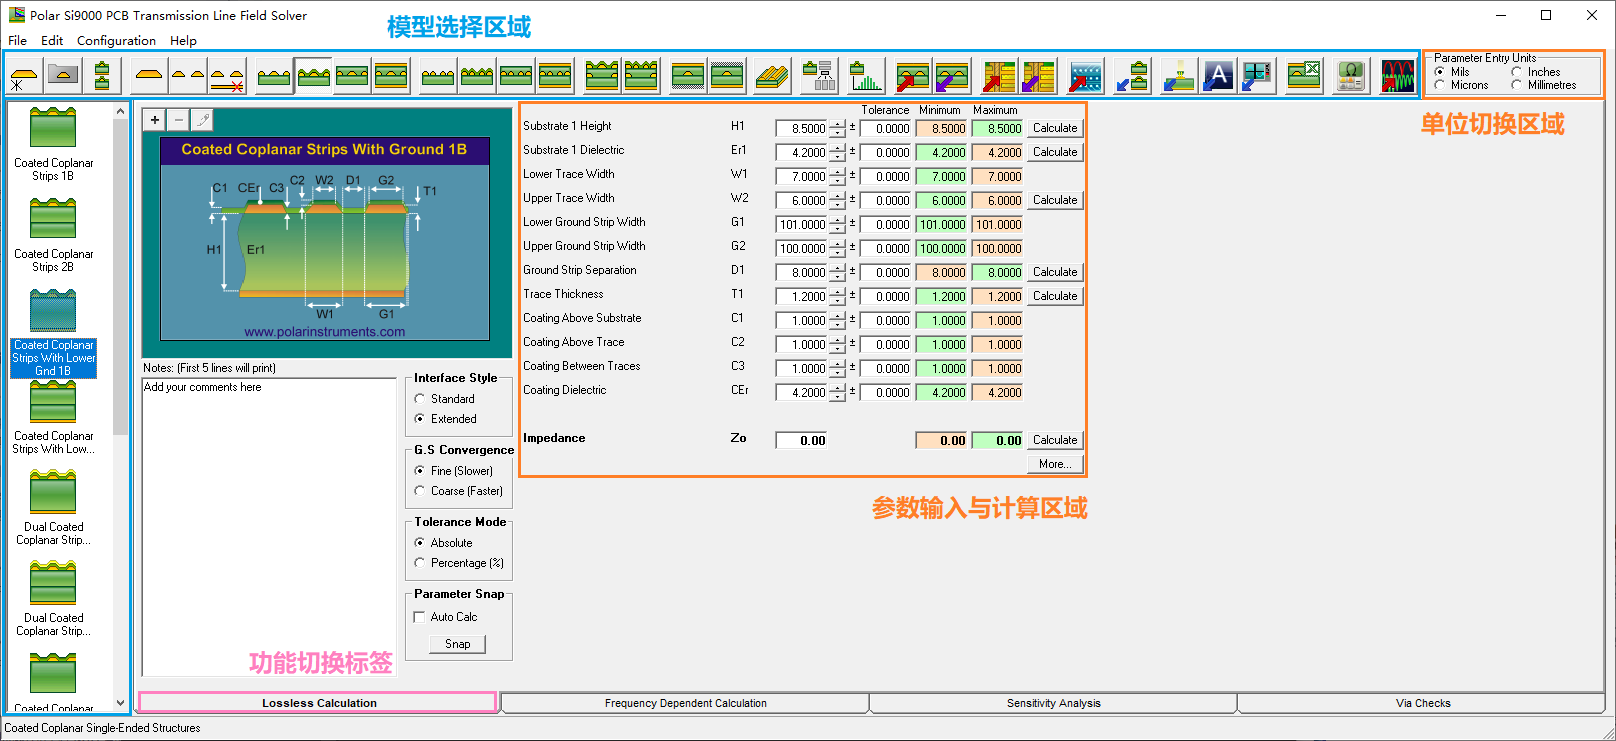 Polar Si9000 PCB Transmission Line Field Solver
模型选择区域
File Edit Configuration Help
Parameter Entry Units
Mils Inches
Microns Millimetres
单位切换区域
Coated Coplanar
Strips 1B
Coated Coplanar
Strips 2B
Coated Coplanar
Strips With Lower
Gnd 1B
Coated Coplanar
Strips With Low...
Dual Coated
Coplanar Strip...
Dual Coated
Coplanar Strip...
Coated Coplanar
+ −
Coated Coplanar Strips With Ground 1B
C1 CEr C3 C2 W2 D1 G2 T1
H1 Er1
W1 G1
www.polarinstruments.com
Notes: (First 5 lines will print)
Add your comments here
Interface Style
Standard
Extended
G.S Convergence
Fine (Slower)
Coarse (Faster)
Tolerance Mode
Absolute
Percentage (%)
Parameter Snap
Auto Calc
Snap
功能切换标签
Tolerance Minimum Maximum
Substrate 1 Height H1 8.5000 ± 0.0000 8.5000 8.5000 Calculate
Substrate 1 Dielectric Er1 4.2000 ± 0.0000 4.2000 4.2000 Calculate
Lower Trace Width W1 7.0000 ± 0.0000 7.0000 7.0000
Upper Trace Width W2 6.0000 ± 0.0000 6.0000 6.0000 Calculate
Lower Ground Strip Width G1 101.0000 ± 0.0000 101.0000 101.0000
Upper Ground Strip Width G2 100.0000 ± 0.0000 100.0000 100.0000
Ground Strip Separation D1 8.0000 ± 0.0000 8.0000 8.0000 Calculate
Trace Thickness T1 1.2000 ± 0.0000 1.2000 1.2000 Calculate
Coating Above Substrate C1 1.0000 ± 0.0000 1.0000 1.0000
Coating Above Trace C2 1.0000 ± 0.0000 1.0000 1.0000
Coating Between Traces C3 1.0000 ± 0.0000 1.0000 1.0000
Coating Dielectric CEr 4.2000 ± 0.0000 4.2000 4.2000
Impedance Zo 0.00 0.00 0.00 Calculate
More...
参数输入与计算区域
Lossless Calculation Frequency Dependent Calculation Sensitivity Analysis Via Checks
Coated Coplanar Single-Ended Structures